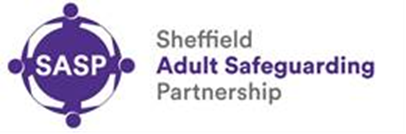 SASP
Sheffield
Adult Safeguarding
Partnership